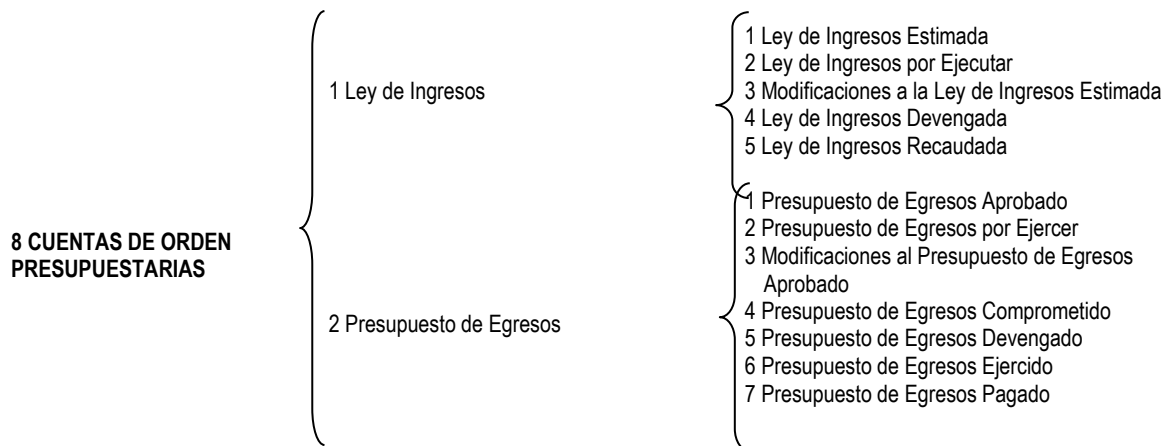 8 CUENTAS DE ORDEN
PRESUPUESTARIAS
1 Ley de Ingresos
1 Ley de Ingresos Estimada
2 Ley de Ingresos por Ejecutar
3 Modificaciones a la Ley de Ingresos Estimada
4 Ley de Ingresos Devengada
5 Ley de Ingresos Recaudada
2 Presupuesto de Egresos
1 Presupuesto de Egresos Aprobado
2 Presupuesto de Egresos por Ejercer
3 Modificaciones al Presupuesto de Egresos
Aprobado
4 Presupuesto de Egresos Comprometido
5 Presupuesto de Egresos Devengado
6 Presupuesto de Egresos Ejercido
7 Presupuesto de Egresos Pagado